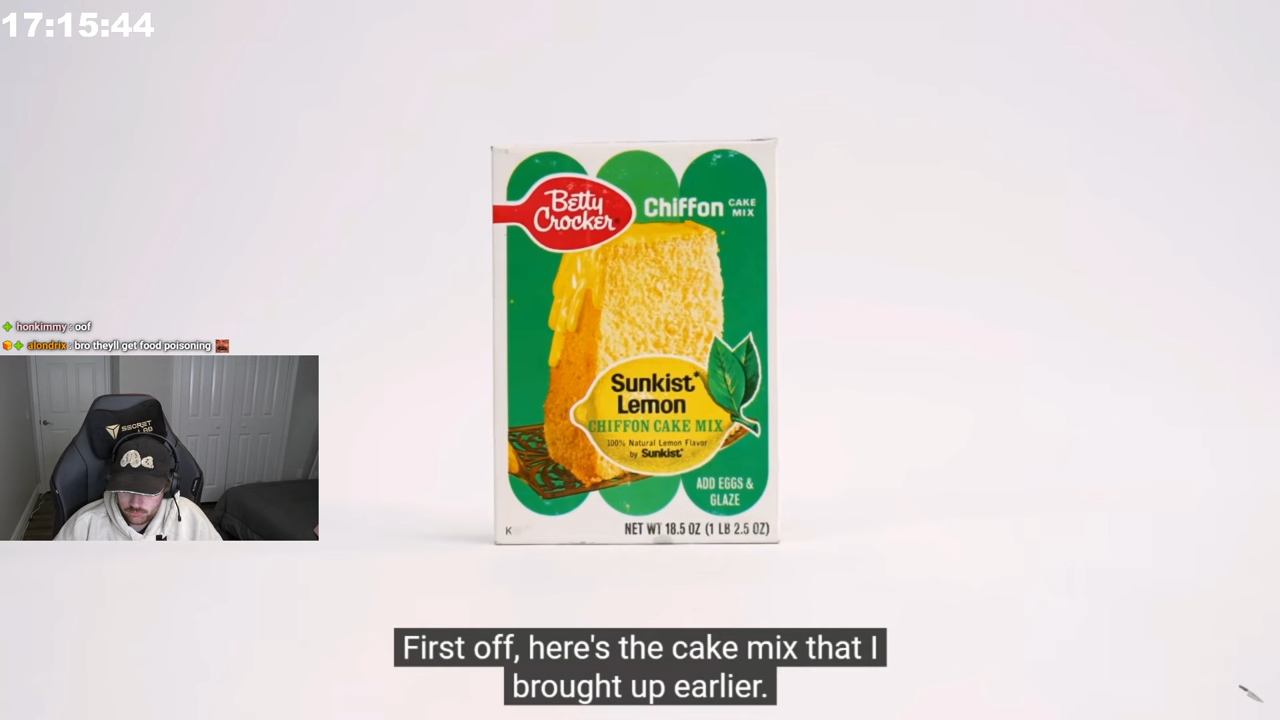 17:15:44
Betty
Crocker
Chiffon CAKE
MIX
honkimmy: oof
alondrix: bro theyll get food poisoning
SECRET
LAB
Sunkist*
Lemon
CHIFFON CAKE MIX
100% Natural Lemon Flavor
by Sunkist*
ADD EGGS &
GLAZE
K
NET WT 18.5 OZ (1 LB 2.5 OZ)
First off, here's the cake mix that I
brought up earlier.